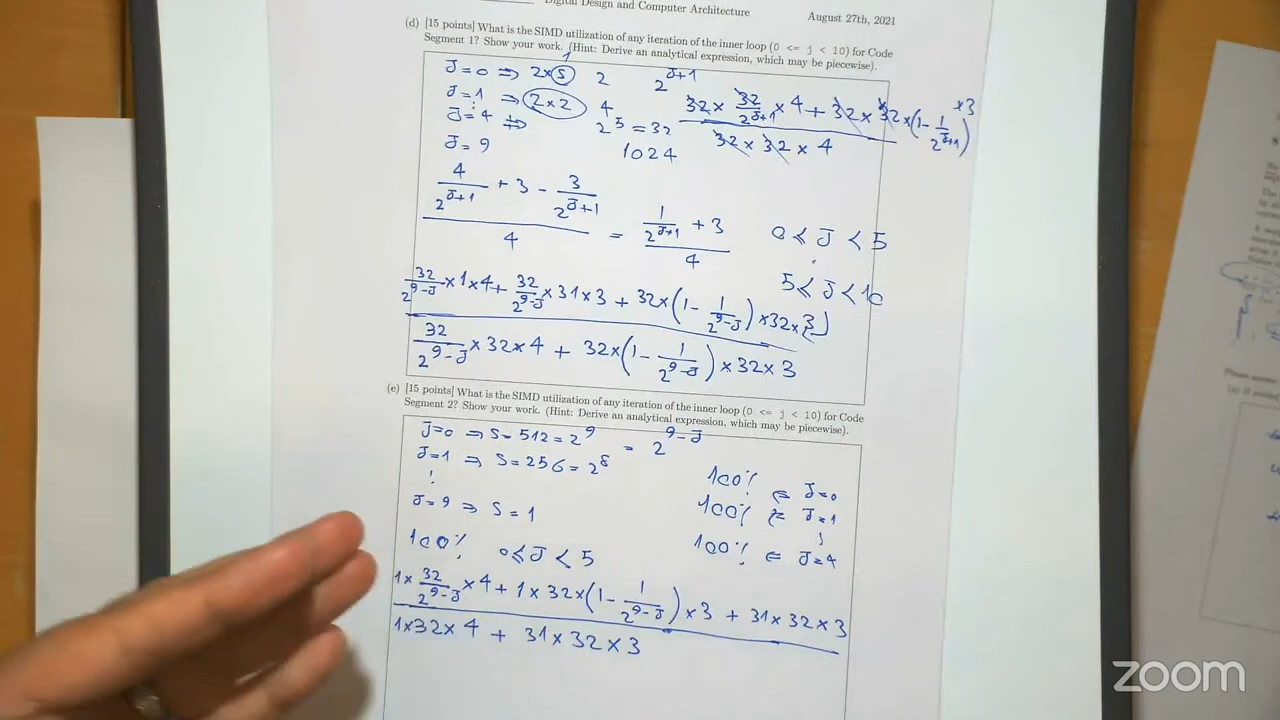 Digital Design and Computer Architecture August 27th, 2021
(d) [15 points] What is the SIMD utilization of any iteration of the inner loop (0 <= j < 10) for Code
Segment 1? Show your work. (Hint: Derive an analytical expression, which may be piecewise).
J=0 ⇒ 2×S 2 2^(J+1)
J=1 ⇒ 2×2 4
J=4 ⇒ 2^5 = 32
J=9 1024
32 × 32/2^(J+1) × 4 + 32 × 32 × (1 - 1/2^(J+1)) × 3
32 × 32 × 4
4/2^(J+1) + 3 - 3/2^(J+1)
4
= 1/2^(J+1) + 3
4
0 ⩽ J < 5
5 ⩽ J < 10
32/2^(9-J) × 1 × 4 + 32/2^(9-J) × 31 × 3 + 32 × (1 - 1/2^(9-J)) × 32 × 3
32/2^(9-J) × 32 × 4 + 32 × (1 - 1/2^(9-J)) × 32 × 3
(e) [15 points] What is the SIMD utilization of any iteration of the inner loop (0 <= j < 10) for Code
Segment 2? Show your work. (Hint: Derive an analytical expression, which may be piecewise).
J=0 ⇒ S = 512 = 2^9 = 2^(9-J)
J=1 ⇒ S = 256 = 2^8
⋮
J=9 ⇒ S = 1
100% ⇐ J=0
100% ⇐ J=1
100% ⇐ J=4
100% 0 ⩽ J < 5
1 × 32/2^(9-J) × 4 + 1 × 32 × (1 - 1/2^(9-J)) × 3 + 31 × 32 × 3
1 × 32 × 4 + 31 × 32 × 3
zoom